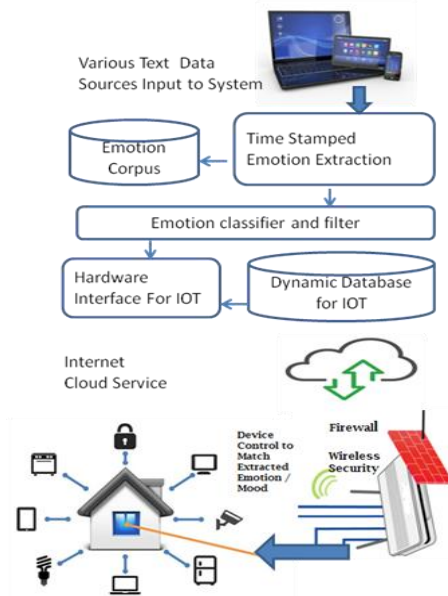 Various Text Data
Sources Input to System
Time Stamped
Emotion Extraction
Emotion
Corpus
Emotion classifier and filter
Hardware
Interface For IOT
Dynamic Database
for IOT
Internet
Cloud Service
Device
Control to
Match
Extracted
Emotion /
Mood
Firewall
Wireless
Security